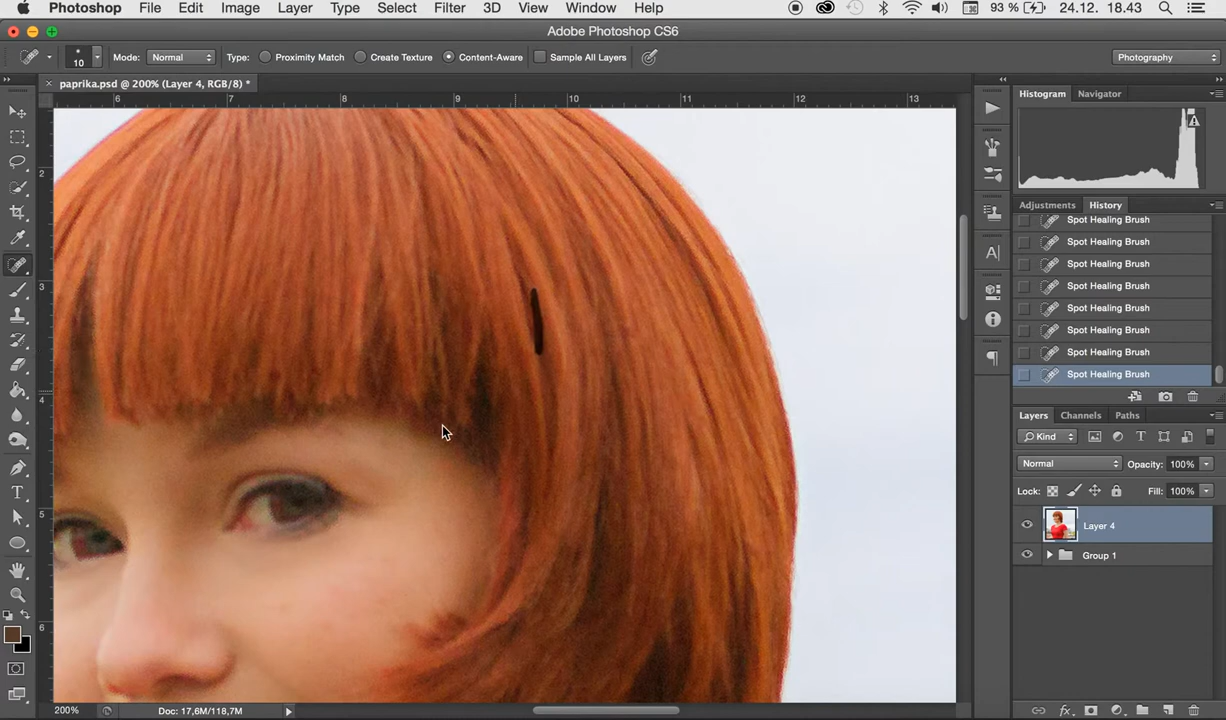 Photoshop File Edit Image Layer Type Select Filter 3D View Window Help 93 % 24.12. 18.43
Adobe Photoshop CS6
10 Mode: Normal Type: Proximity Match Create Texture Content-Aware Sample All Layers Photography
paprika.psd @ 200% (Layer 4, RGB/8) *
6 7 8 9 10 11 12 13
2
3
4
5
6
Histogram Navigator
Adjustments History
Spot Healing Brush
Spot Healing Brush
Spot Healing Brush
Spot Healing Brush
Spot Healing Brush
Spot Healing Brush
Spot Healing Brush
Spot Healing Brush
Layers Channels Paths
Kind
Normal Opacity: 100%
Lock: Fill: 100%
Layer 4
Group 1
200% Doc: 17,6M/118,7M